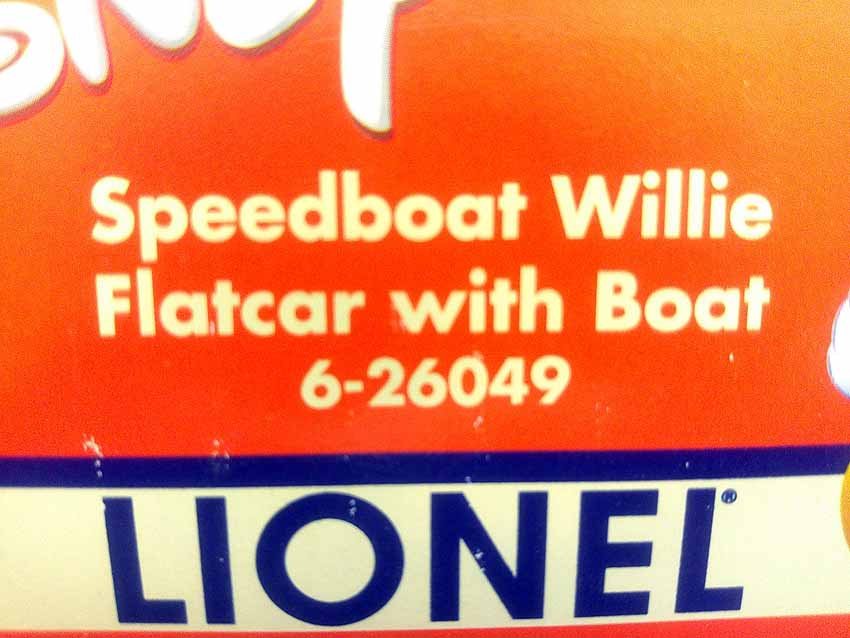 Speedboat Willie
Flatcar with Boat
6-26049
LIONEL®